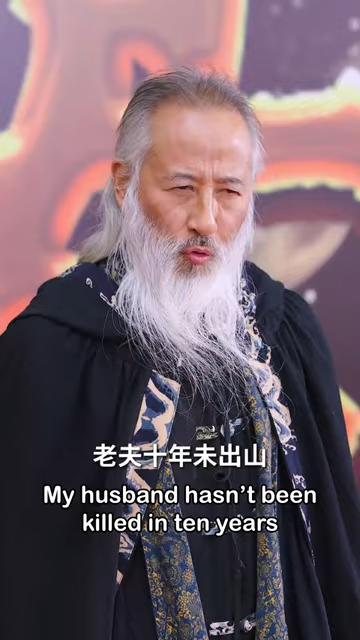 老夫十年未出山
My husband hasn't been
killed in ten years